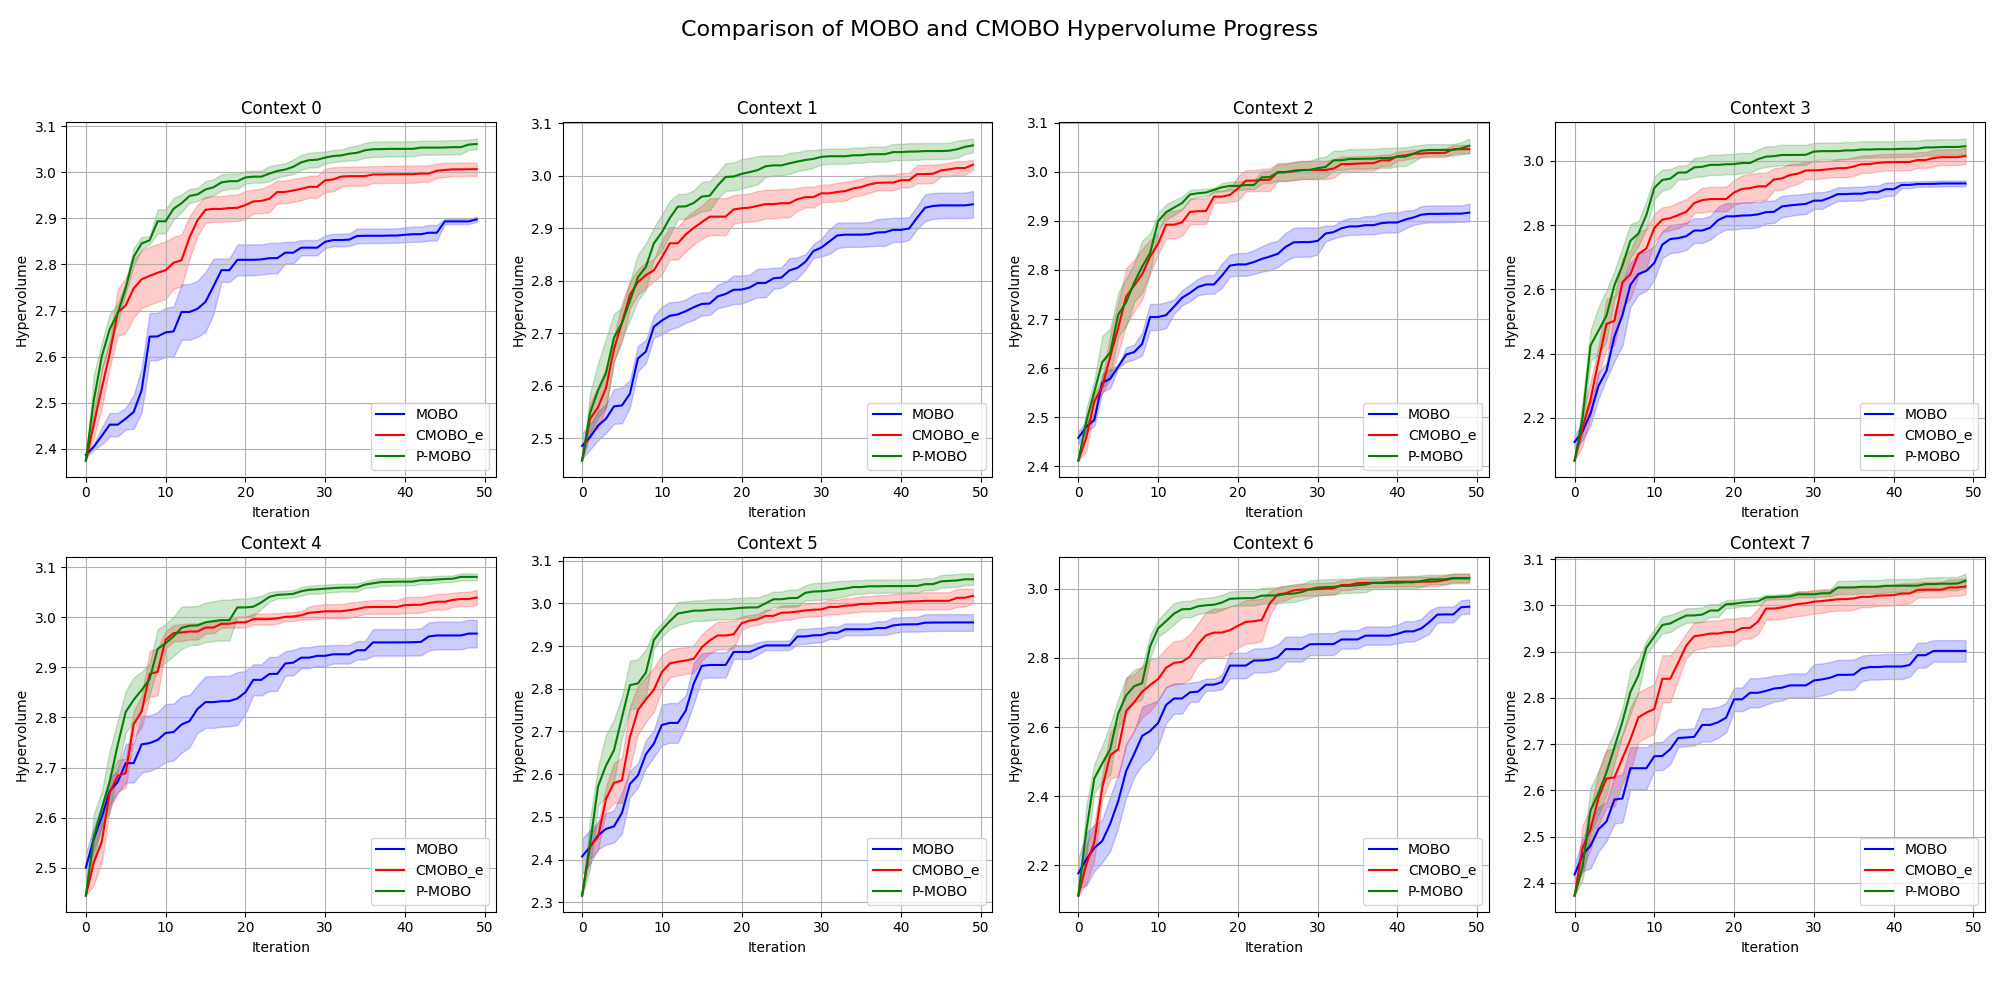 Comparison of MOBO and CMOBO Hypervolume Progress
Context 0
Hypervolume
3.1
3.0
2.9
2.8
2.7
2.6
2.5
2.4
MOBO
CMOBO_e
P-MOBO
0 10 20 30 40 50
Iteration
Context 1
Hypervolume
3.1
3.0
2.9
2.8
2.7
2.6
2.5
MOBO
CMOBO_e
P-MOBO
0 10 20 30 40 50
Iteration
Context 2
Hypervolume
3.1
3.0
2.9
2.8
2.7
2.6
2.5
2.4
MOBO
CMOBO_e
P-MOBO
0 10 20 30 40 50
Iteration
Context 3
Hypervolume
3.0
2.8
2.6
2.4
2.2
MOBO
CMOBO_e
P-MOBO
0 10 20 30 40 50
Iteration
Context 4
Hypervolume
3.1
3.0
2.9
2.8
2.7
2.6
2.5
MOBO
CMOBO_e
P-MOBO
0 10 20 30 40 50
Iteration
Context 5
Hypervolume
3.1
3.0
2.9
2.8
2.7
2.6
2.5
2.4
2.3
MOBO
CMOBO_e
P-MOBO
0 10 20 30 40 50
Iteration
Context 6
Hypervolume
3.0
2.8
2.6
2.4
2.2
MOBO
CMOBO_e
P-MOBO
0 10 20 30 40 50
Iteration
Context 7
Hypervolume
3.1
3.0
2.9
2.8
2.7
2.6
2.5
2.4
MOBO
CMOBO_e
P-MOBO
0 10 20 30 40 50
Iteration